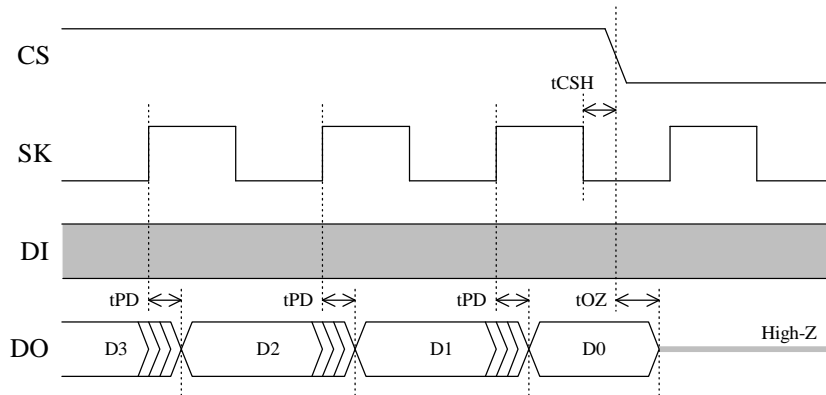 CS
tCSH
SK
DI
tPD tPD tPD tOZ
DO D3 D2 D1 D0 High-Z